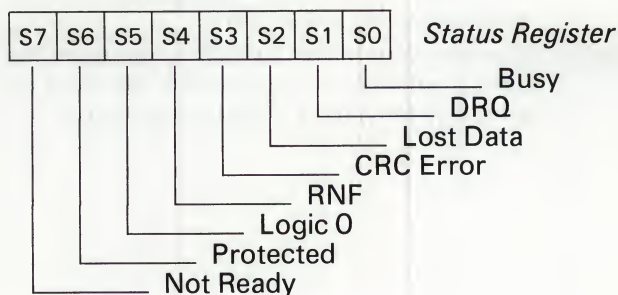 S7 S6 S5 S4 S3 S2 S1 S0 Status Register
Busy
DRQ
Lost Data
CRC Error
RNF
Logic 0
Protected
Not Ready